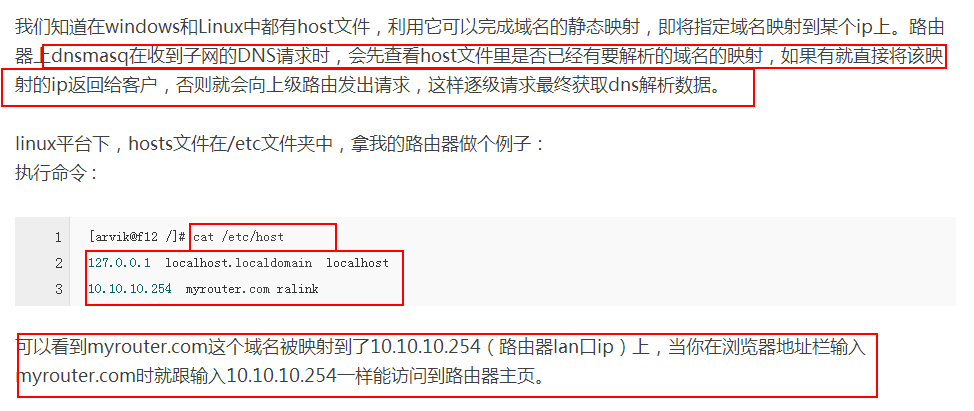 我们知道在windows和Linux中都有host文件，利用它可以完成域名的静态映射，即将指定域名映射到某个ip上。路由
器上dnsmasq在收到子网的DNS请求时，会先查看host文件里是否已经有要解析的域名的映射，如果有就直接将该映
射的ip返回给客户，否则就会向上级路由发出请求，这样逐级请求最终获取dns解析数据。
linux平台下，hosts文件在/etc文件夹中，拿我的路由器做个例子：
执行命令：
1 [arvik@f12 /]# cat /etc/host
2 127.0.0.1 localhost.localdomain localhost
3 10.10.10.254 myrouter.com ralink
可以看到myrouter.com这个域名被映射到了10.10.10.254（路由器lan口ip）上，当你在浏览器地址栏输入
myrouter.com时就跟输入10.10.10.254一样能访问到路由器主页。